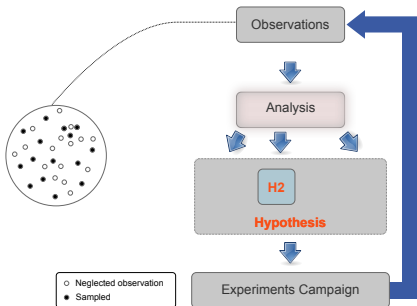 Observations
Analysis
H2
Hypothesis
Experiments Campaign
Neglected observation
Sampled